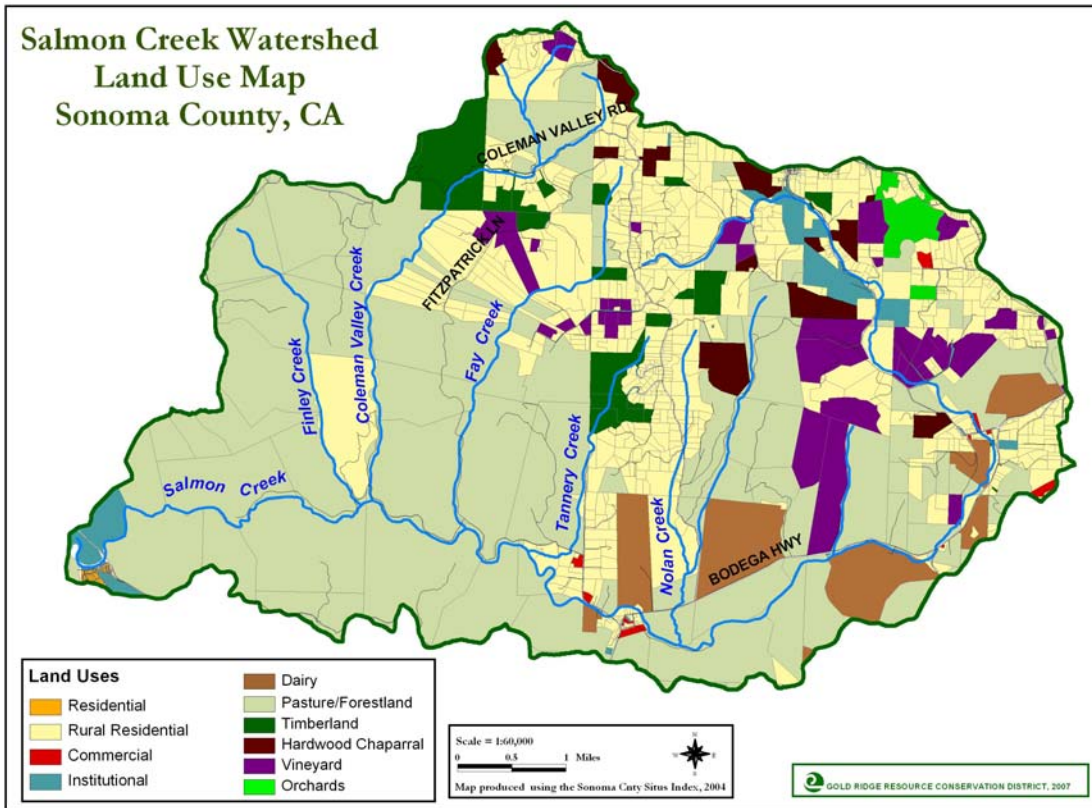 Salmon Creek Watershed
Land Use Map
Sonoma County, CA
COLEMAN VALLEY RD
FITZPATRICK LN
Finley Creek
Coleman Valley Creek
Fay Creek
Tannery Creek
Nolan Creek
Salmon Creek
BODEGA HWY
Land Uses
Residential
Rural Residential
Commercial
Institutional
Dairy
Pasture/Forestland
Timberland
Hardwood Chaparral
Vineyard
Orchards
Scale = 1:60,000
0 0.5 1 Miles
Map produced using the Sonoma Cnty Situs Index, 2004
GOLD RIDGE RESOURCE CONSERVATION DISTRICT, 2007